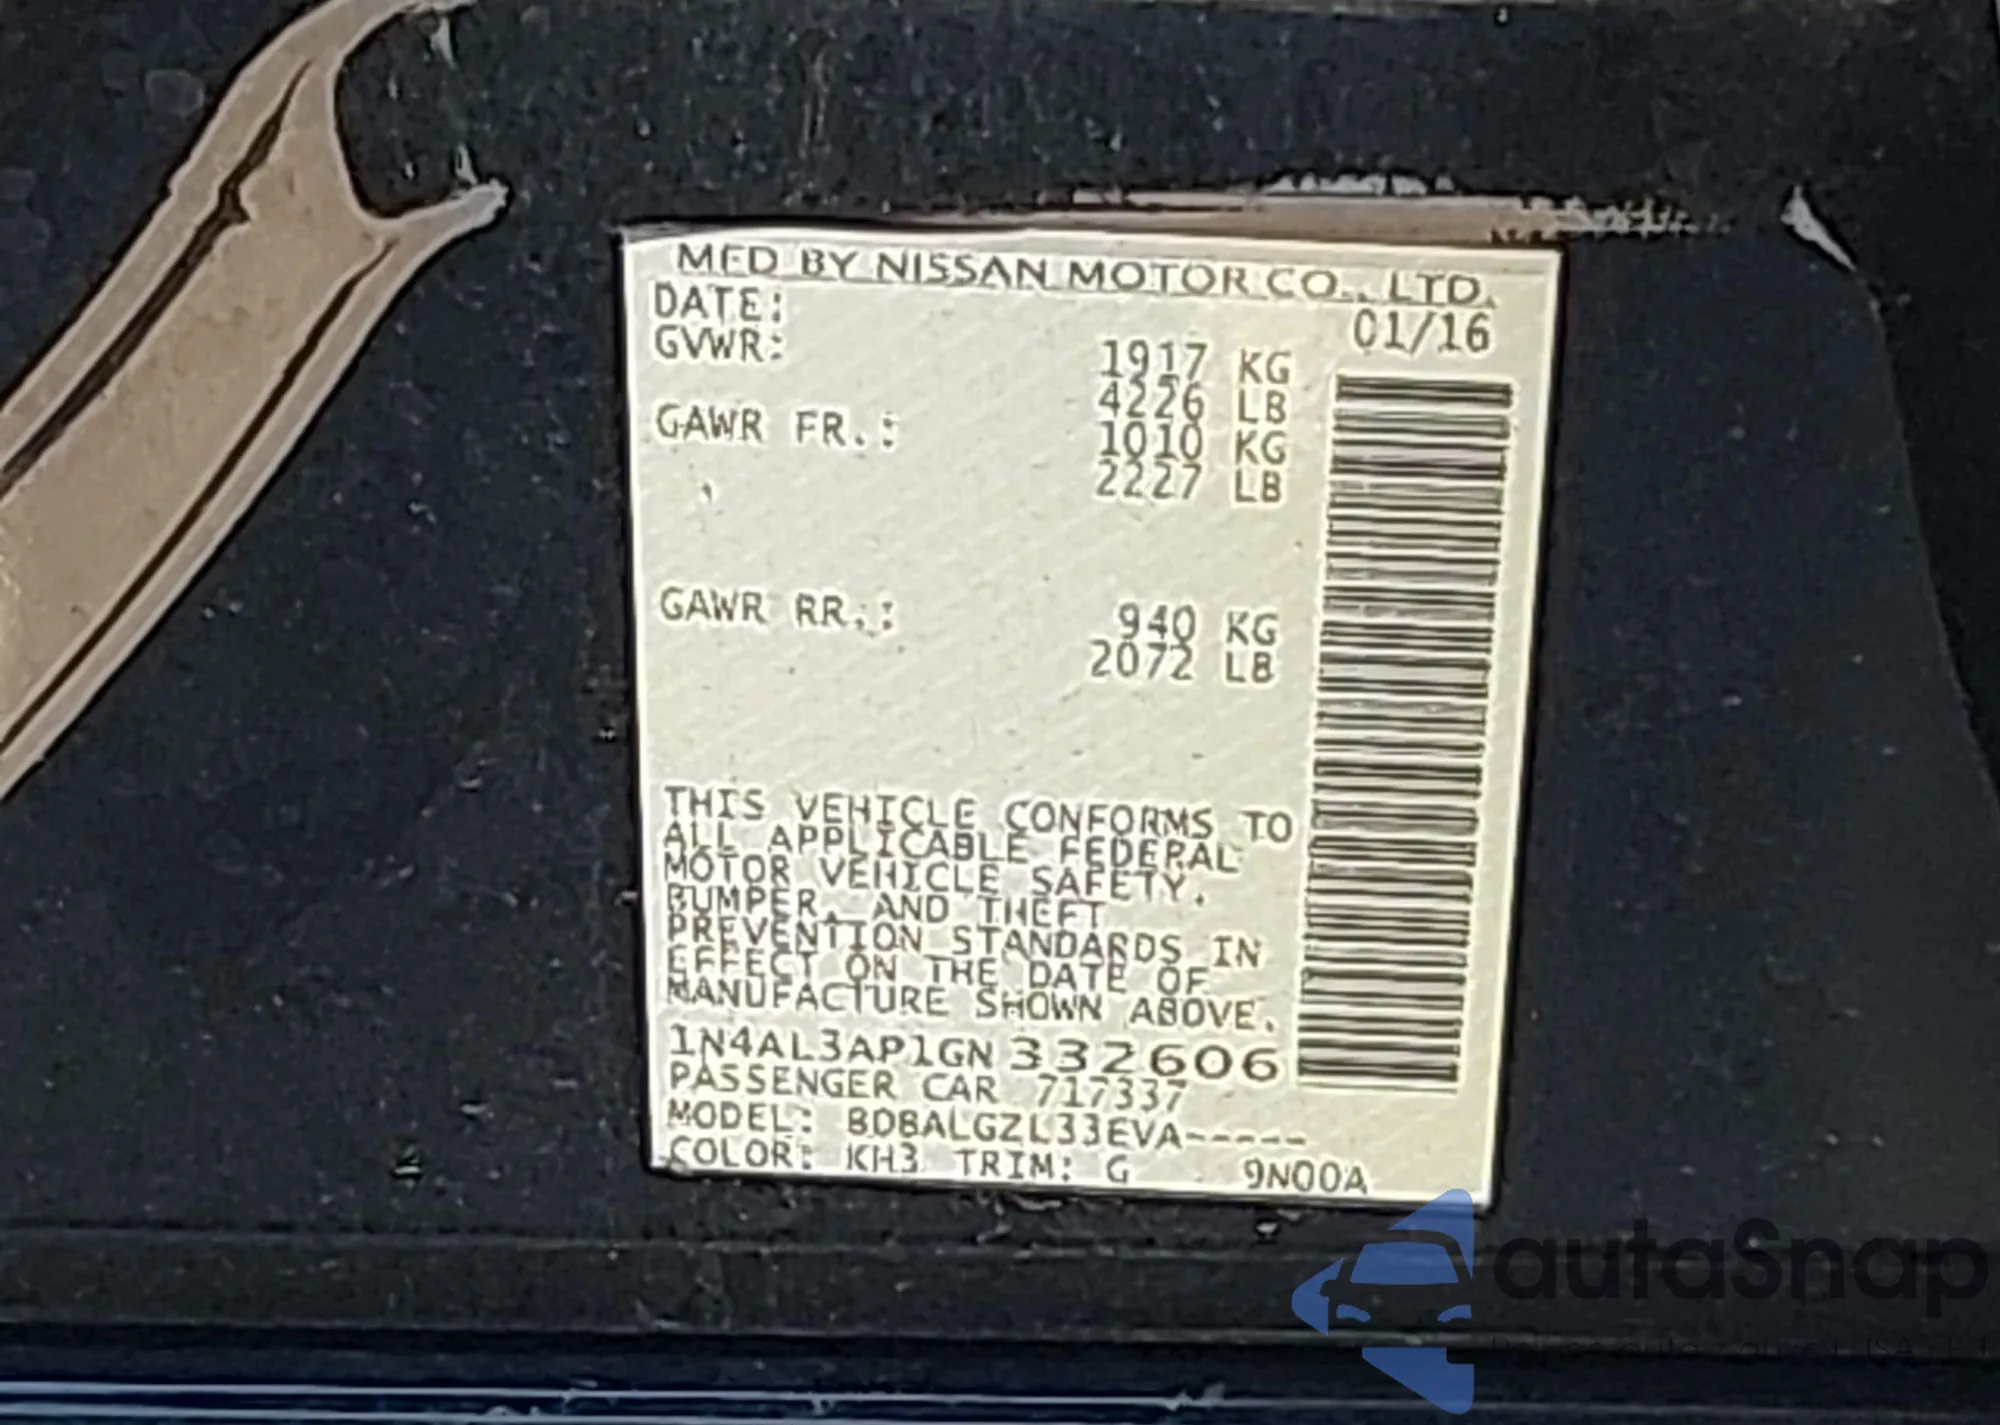 MFD BY NISSAN MOTOR CO., LTD.
DATE: 01/16
GVWR: 1917 KG
4226 LB
GAWR FR.: 1010 KG
2227 LB
GAWR RR.: 940 KG
2072 LB
THIS VEHICLE CONFORMS TO
ALL APPLICABLE FEDERAL
MOTOR VEHICLE SAFETY,
BUMPER, AND THEFT
PREVENTION STANDARDS IN
EFFECT ON THE DATE OF
MANUFACTURE SHOWN ABOVE.
1N4AL3AP1GN332606
PASSENGER CAR 717337
MODEL: BDBALGZL33EVA-----
COLOR: KH3 TRIM: G 9N00A
autaSnap